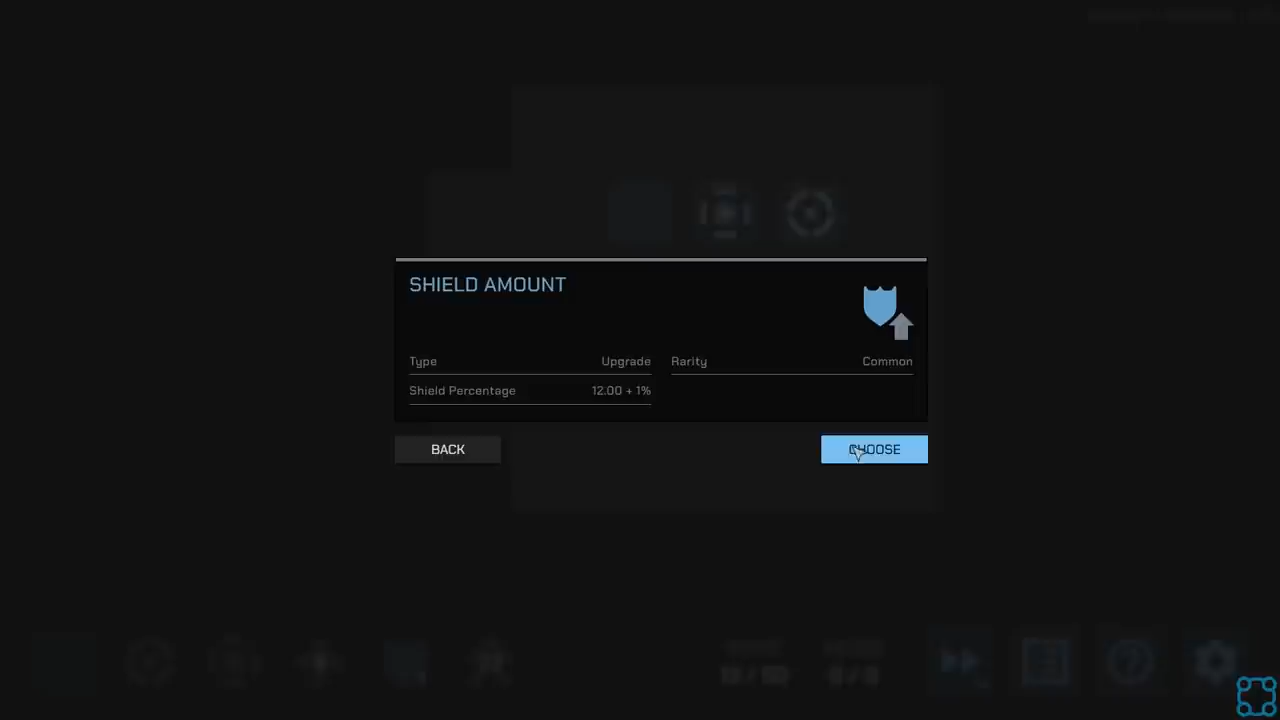 SHIELD AMOUNT
Type Upgrade Rarity Common
Shield Percentage 12.00 + 1%
BACK CHOOSE